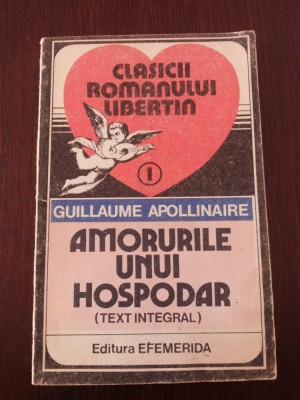 CLASICII
ROMANULUI
LIBERTIN
1
GUILLAUME APOLLINAIRE
AMORURILE
UNUI
HOSPODAR
(TEXT INTEGRAL)
Editura EFEMERIDA